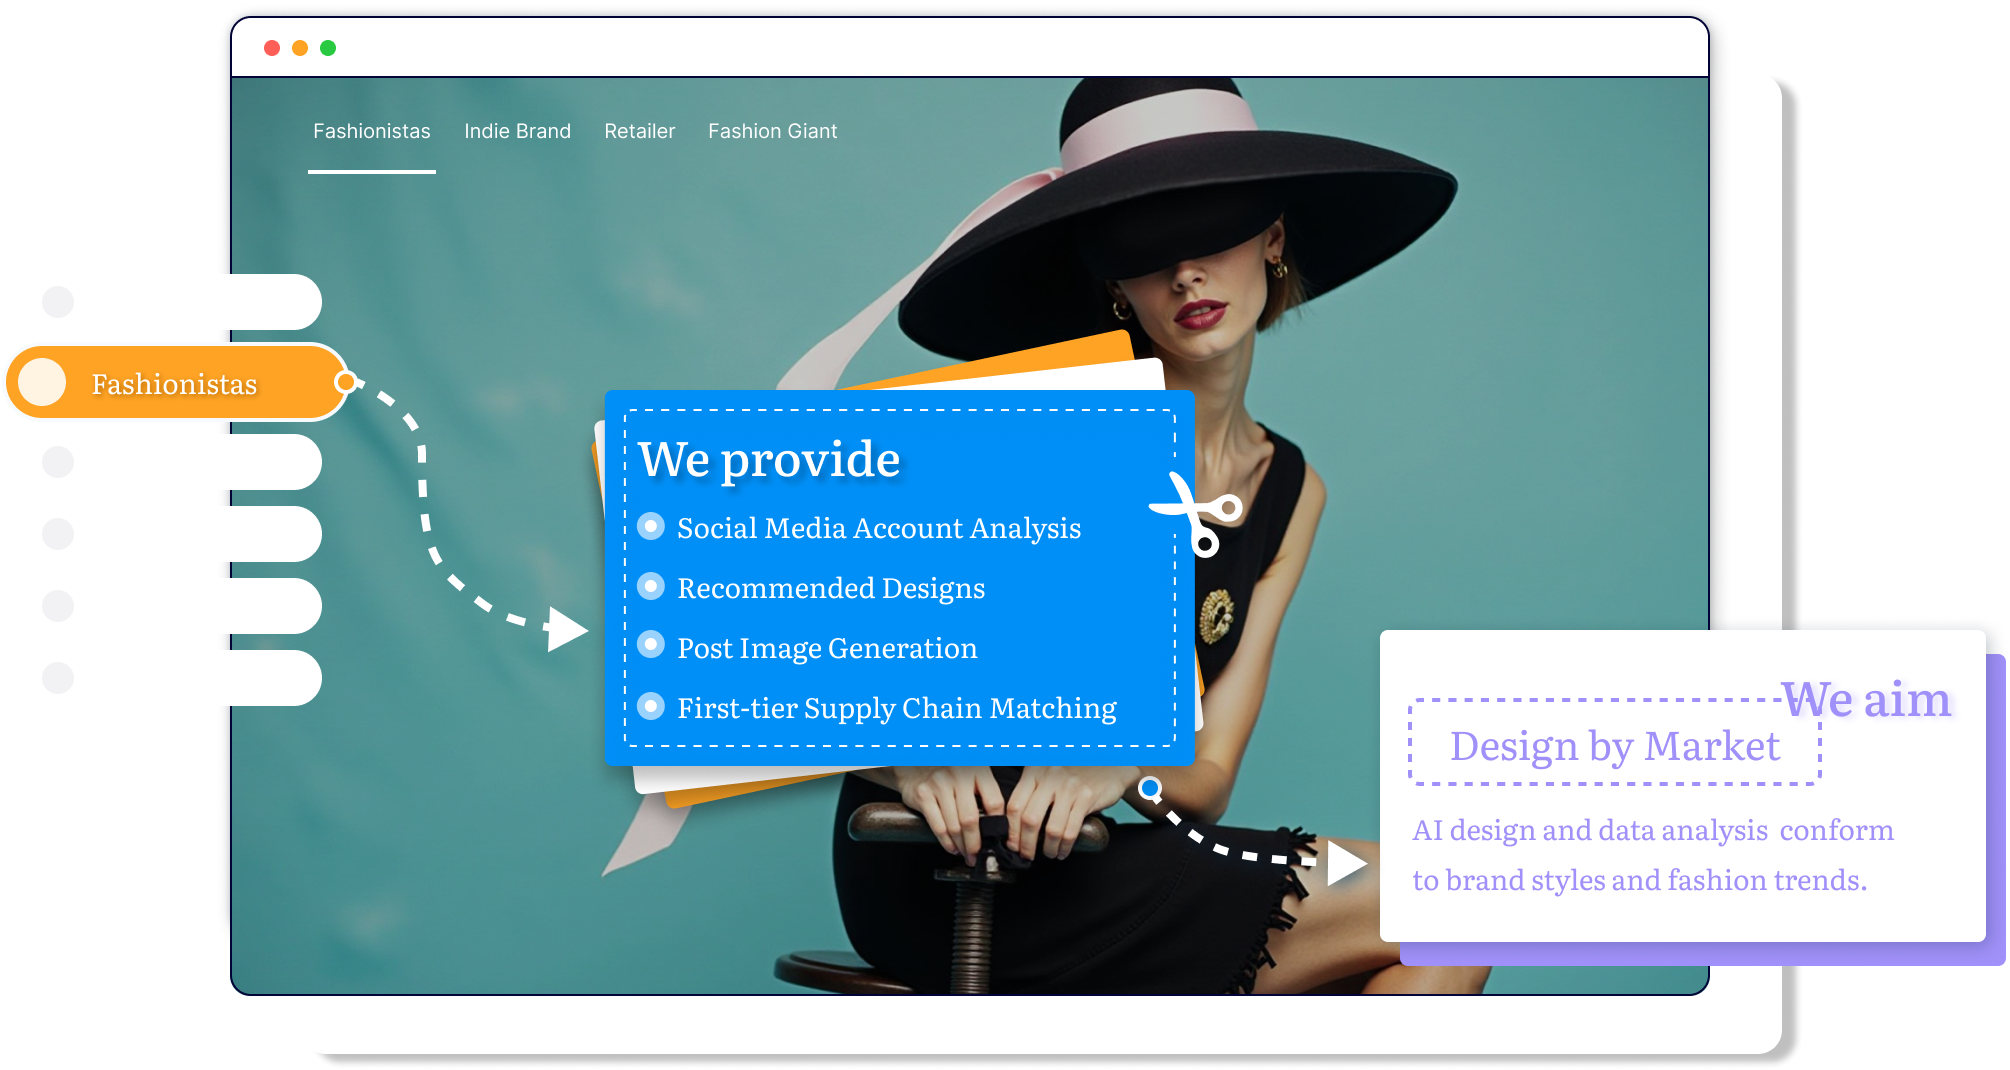 Fashionistas Indie Brand Retailer Fashion Giant
Fashionistas
We provide
Social Media Account Analysis
Recommended Designs
Post Image Generation
First-tier Supply Chain Matching
We aim
Design by Market
AI design and data analysis conform
to brand styles and fashion trends.